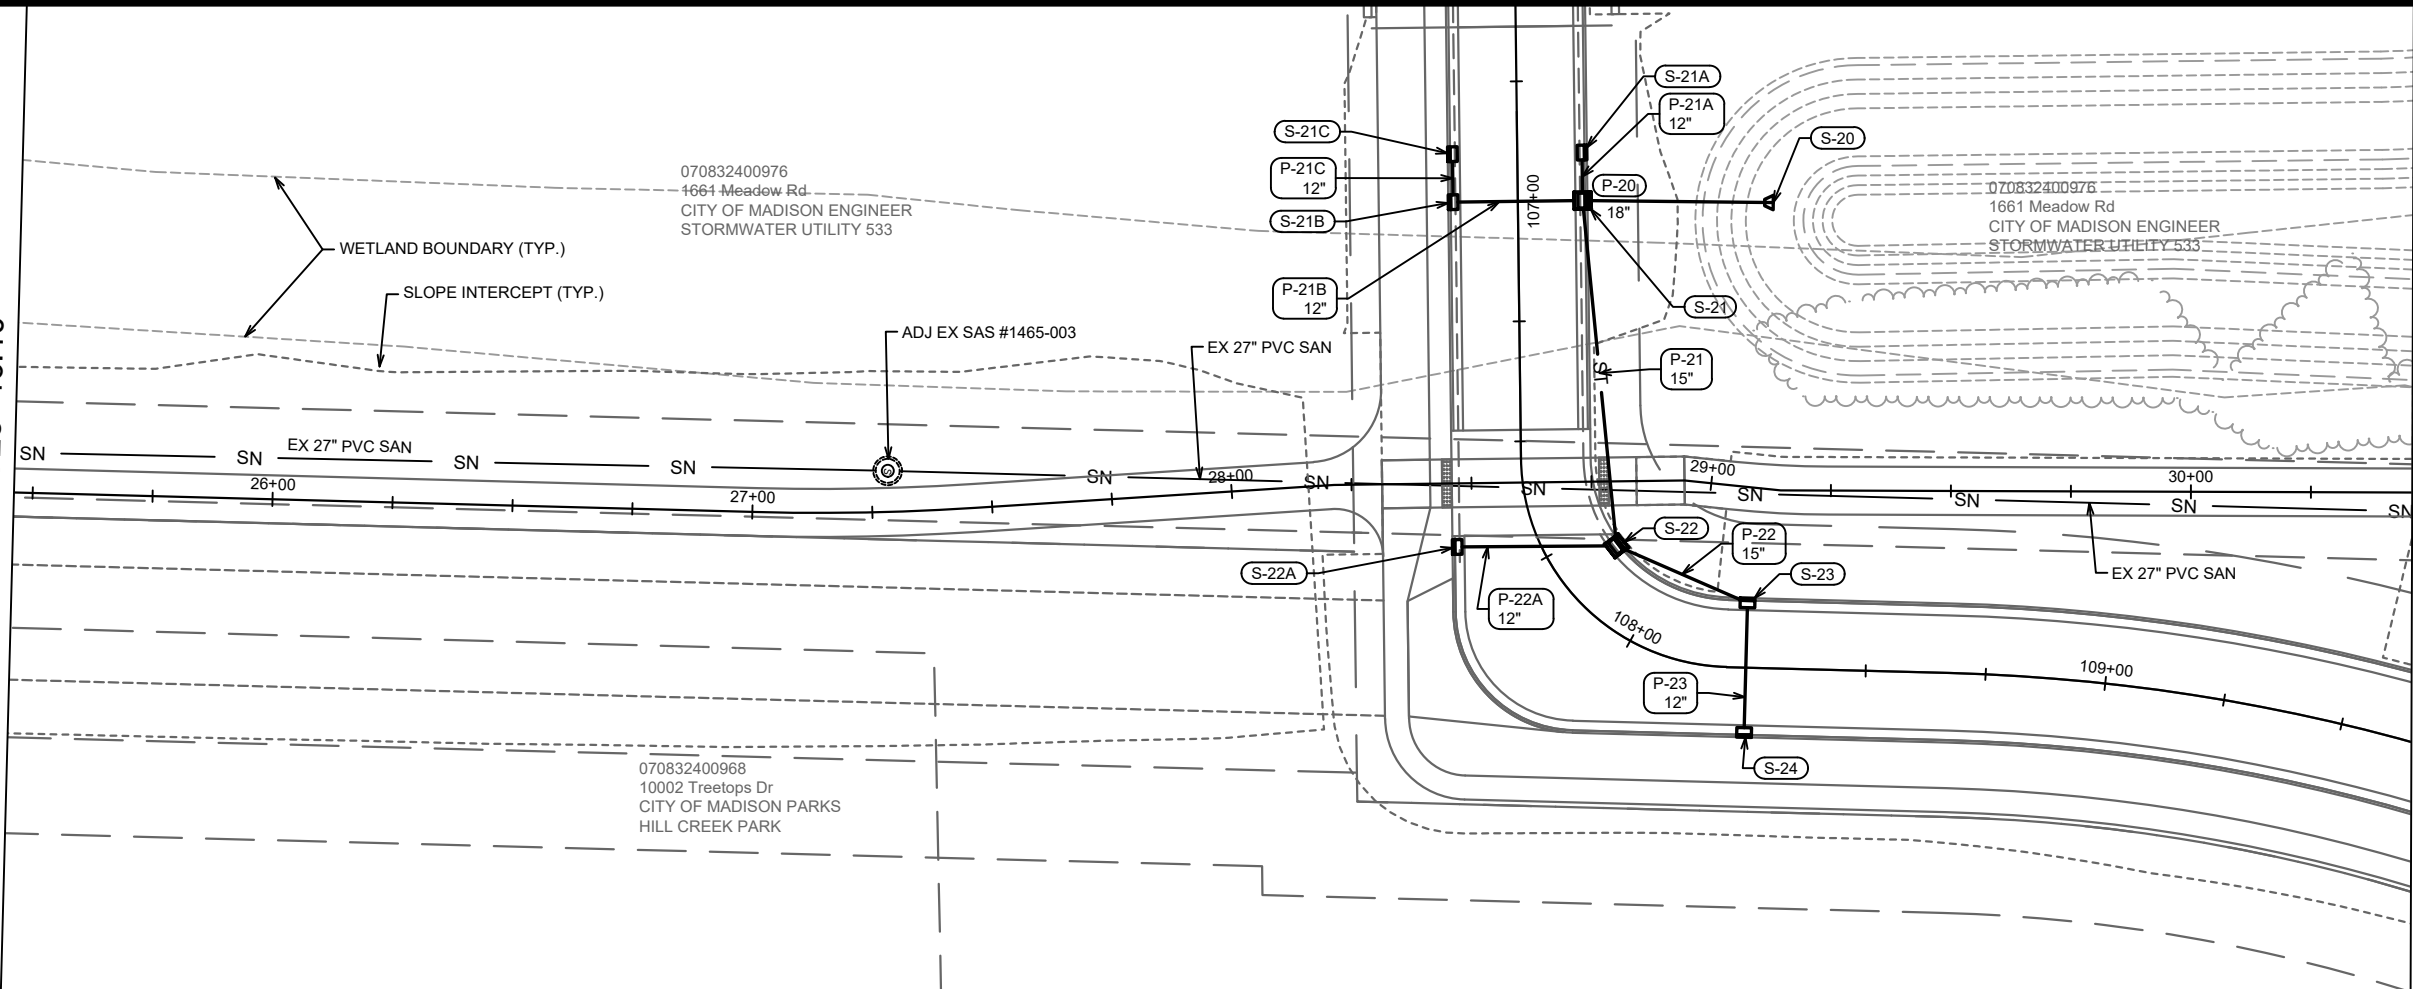 S-21A
P-21A
12"
S-20
S-21C
P-21C
12"
S-21B
P-20
18"
107+00
070832400976
1661 Meadow Rd
CITY OF MADISON ENGINEER
STORMWATER UTILITY 533
070832400976
1661 Meadow Rd
CITY OF MADISON ENGINEER
STORMWATER UTILITY 533
WETLAND BOUNDARY (TYP.)
SLOPE INTERCEPT (TYP.)
P-21B
12"
S-21
ADJ EX SAS #1465-003
EX 27" PVC SAN
P-21
15"
ST
EX 27" PVC SAN
SN
SN
SN
SN
SN
SN
SN
SN
SN
SN
SN
S
26+00
27+00
28+00
29+00
30+00
S-22
P-22
15"
S-23
S-22A
P-22A
12"
EX 27" PVC SAN
108+00
109+00
P-23
12"
S-24
070832400968
10002 Treetops Dr
CITY OF MADISON PARKS
HILL CREEK PARK